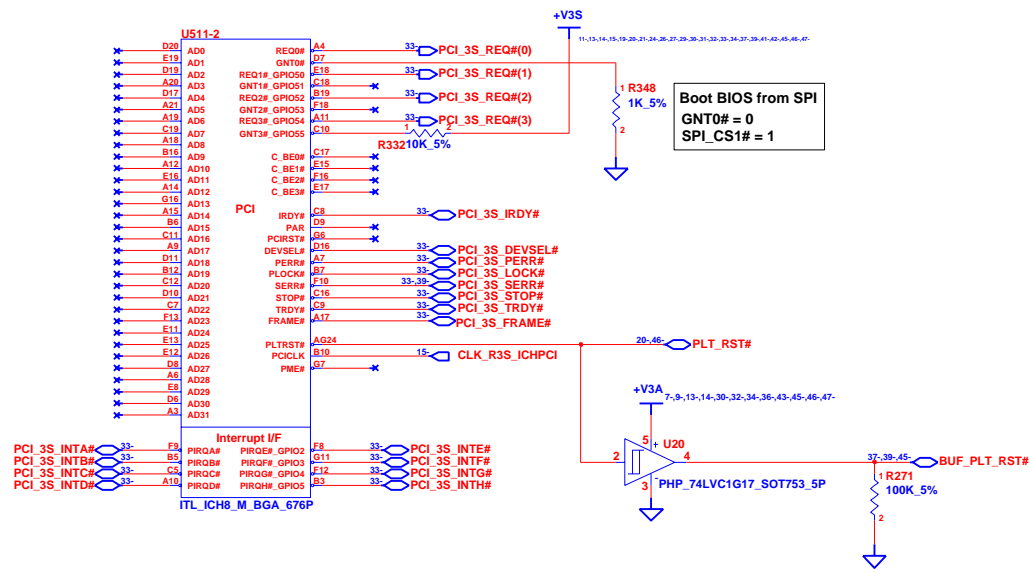 +V3S
11-,13-,14-,15-,19-,20-,21-,24-,26-,27-,29-,30-,31-,32-,33-,34-,37-,39-,41-,42-,45-,46-,47-
U511-2
D20 AD0 REQ0# A4 33- PCI_3S_REQ#(0)
E19 AD1 GNT0# D7
D19 AD2 REQ1#_GPIO50 E18 33- PCI_3S_REQ#(1)
A20 AD3 GNT1#_GPIO51 C18
D17 AD4 REQ2#_GPIO52 B19 33- PCI_3S_REQ#(2)
A21 AD5 GNT2#_GPIO53 F18
A19 AD6 REQ3#_GPIO54 A11 33- PCI_3S_REQ#(3)
C19 AD7 GNT3#_GPIO55 C10 1 2
R332 10K_5%
1 R348
1K_5%
2
Boot BIOS from SPI
GNT0# = 0
SPI_CS1# = 1
A18 AD8
B16 AD9 C_BE0# C17
A12 AD10 C_BE1# E15
E16 AD11 C_BE2# F16
A14 AD12 C_BE3# E17
G16 AD13
PCI
A15 AD14 IRDY# C8 33- PCI_3S_IRDY#
B6 AD15 PAR D9
C11 AD16 PCIRST# G6
A9 AD17 DEVSEL# D16 33- PCI_3S_DEVSEL#
D11 AD18 PERR# A7 33- PCI_3S_PERR#
B12 AD19 PLOCK# B7 33- PCI_3S_LOCK#
C12 AD20 SERR# F10 33-,39- PCI_3S_SERR#
D10 AD21 STOP# C16 33- PCI_3S_STOP#
C7 AD22 TRDY# C9 33- PCI_3S_TRDY#
F13 AD23 FRAME# A17 33- PCI_3S_FRAME#
E11 AD24
E13 AD25 PLTRST# AG24 20-,46- PLT_RST#
E12 AD26 PCICLK B10 15- CLK_R3S_ICHPCI
D8 AD27 PME# G7
A6 AD28
E8 AD29
D6 AD30
A3 AD31
+V3A
7-,9-,13-,14-,30-,32-,34-,36-,43-,45-,46-,47-
Interrupt I/F
PCI_3S_INTA# 33- F9 PIRQA# PIRQE#_GPIO2 F8 33- PCI_3S_INTE#
PCI_3S_INTB# 33- B5 PIRQB# PIRQF#_GPIO3 G11 33- PCI_3S_INTF#
PCI_3S_INTC# 33- C5 PIRQC# PIRQG#_GPIO4 F12 33- PCI_3S_INTG#
PCI_3S_INTD# 33- A10 PIRQD# PIRQH#_GPIO5 B3 33- PCI_3S_INTH#
ITL_ICH8_M_BGA_676P
5 + U20
2 4
-
3 PHP_74LVC1G17_SOT753_5P
37-,39-,45- BUF_PLT_RST#
1 R271
100K_5%
2